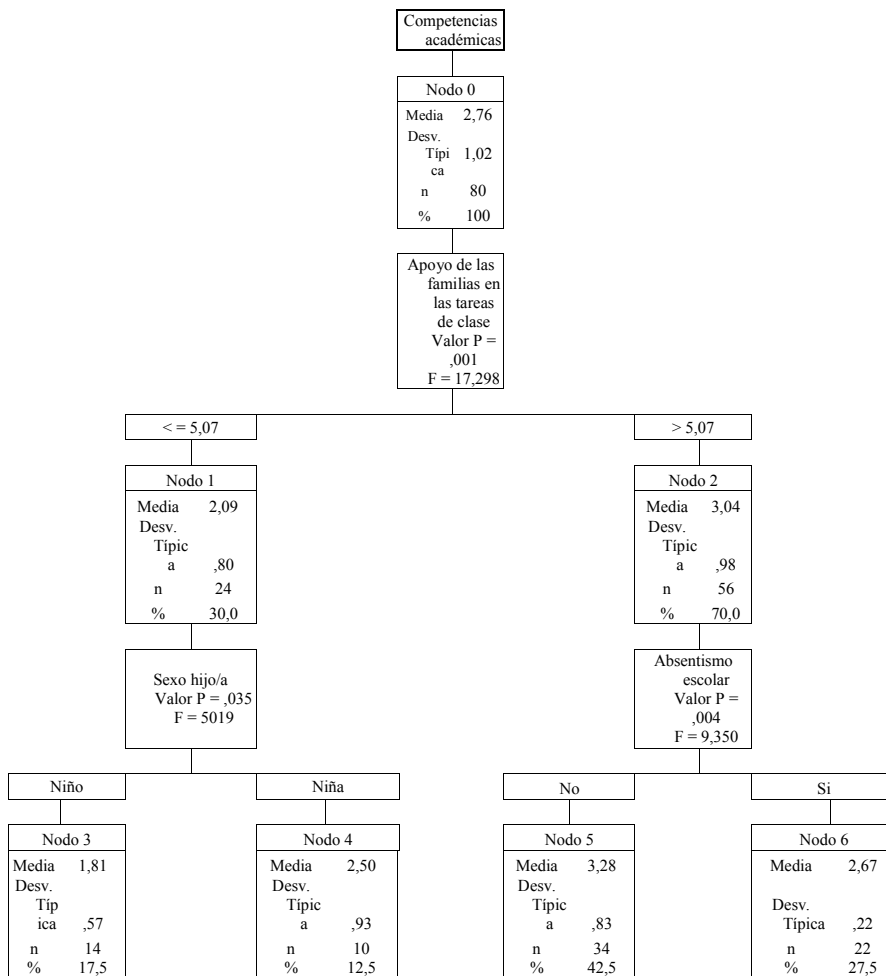 Competencias
académicas
Nodo 0
Media 2,76
Desv.
Típi 1,02
ca
n 80
% 100
Apoyo de las
familias en
las tareas
de clase
Valor P =
,001
F = 17,298
< = 5,07
> 5,07
Nodo 1
Media 2,09
Desv.
Típic
a ,80
n 24
% 30,0
Nodo 2
Media 3,04
Desv.
Típic
a ,98
n 56
% 70,0
Sexo hijo/a
Valor P = ,035
F = 5019
Absentismo
escolar
Valor P =
,004
F = 9,350
Niño
Niña
No
Si
Nodo 3
Media 1,81
Desv.
Típ
ica ,57
n 14
% 17,5
Nodo 4
Media 2,50
Desv.
Típic
a ,93
n 10
% 12,5
Nodo 5
Media 3,28
Desv.
Típic
a ,83
n 34
% 42,5
Nodo 6
Media 2,67
Desv.
Típica ,22
n 22
% 27,5